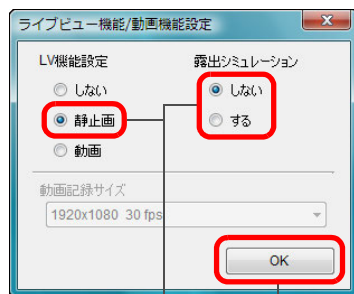 ライブビュー機能/動画機能設定
LV機能設定
露出シミュレーション
しない
しない
静止画
する
動画
動画記録サイズ
1920x1080 30 fps
OK